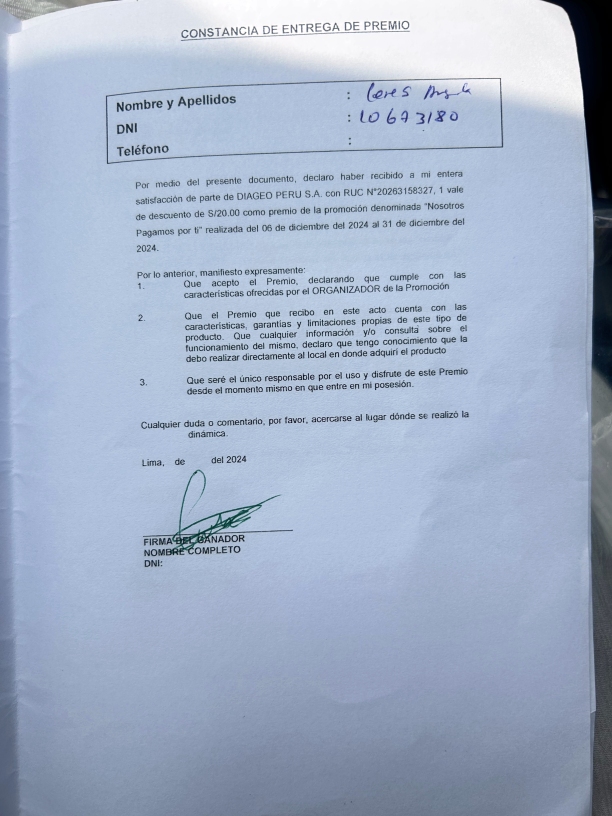 CONSTANCIA DE ENTREGA DE PREMIO
Nombre y Apellidos :
DNI : 10673180
Teléfono :
Por medio del presente documento, declaro haber recibido a mi entera
satisfacción de parte de DIAGEO PERU S.A. con RUC N°20263158327, 1 vale
de descuento de S/20.00 como premio de la promoción denominada "Nosotros
Pagamos por ti" realizada del 06 de diciembre del 2024 al 31 de diciembre del
2024.
Por lo anterior, manifiesto expresamente:
1. Que acepto el Premio, declarando que cumple con las
características ofrecidas por el ORGANIZADOR de la Promoción
2. Que el Premio que recibo en este acto cuenta con las
características, garantías y limitaciones propias de este tipo de
producto. Que cualquier información y/o consulta sobre el
funcionamiento del mismo, declaro que tengo conocimiento que la
debo realizar directamente al local en donde adquirí el producto
3. Que seré el único responsable por el uso y disfrute de este Premio
desde el momento mismo en que entre en mi posesión.
Cualquier duda o comentario, por favor, acercarse al lugar dónde se realizó la
dinámica.
Lima, de del 2024
FIRMA DEL GANADOR
NOMBRE COMPLETO
DNI: